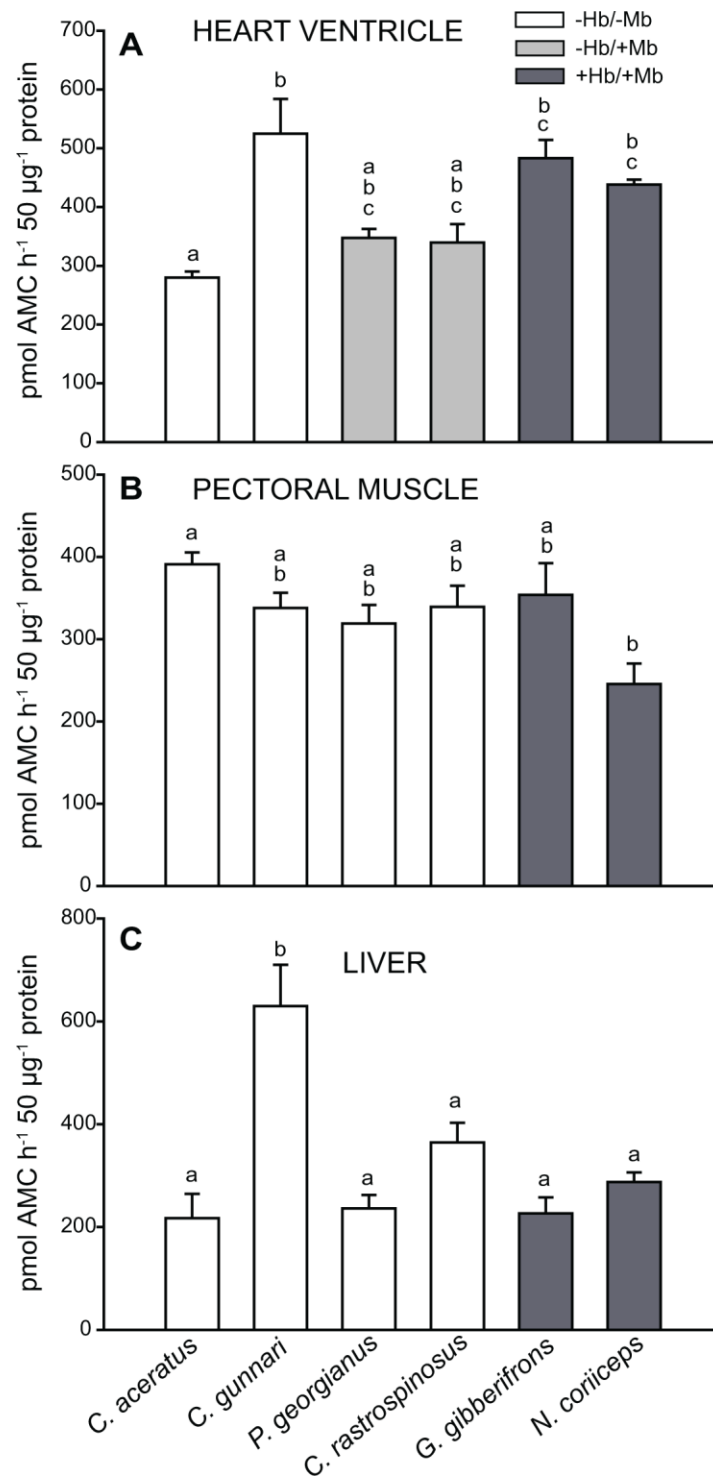 A HEART VENTRICLE
-Hb/-Mb
-Hb/+Mb
+Hb/+Mb
pmol AMC h⁻¹ 50 µg⁻¹ protein
700
600
500
400
300
200
100
0
a
b
a
b
c
a
b
c
b
c
b
c
B PECTORAL MUSCLE
pmol AMC h⁻¹ 50 µg⁻¹ protein
500
400
300
200
100
0
a
a
b
a
b
a
b
a
b
b
C LIVER
pmol AMC h⁻¹ 50 µg⁻¹ protein
800
600
400
200
0
a
b
a
a
a
a
C. aceratus
C. gunnari
P. georgianus
C. rastrospinosus
G. gibberifrons
N. coriiceps